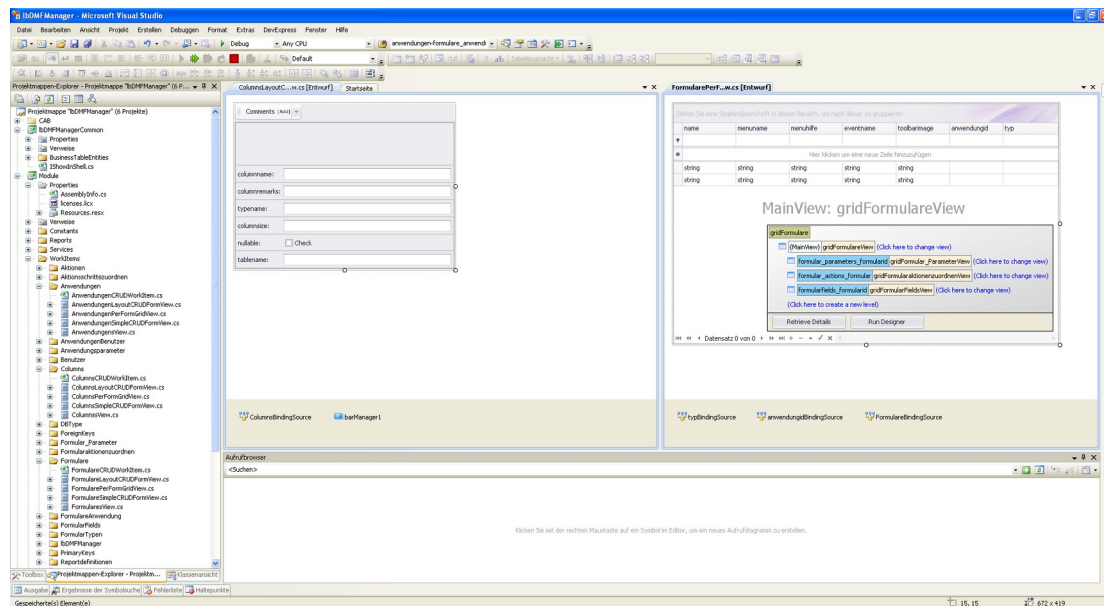 lbDMFManager - Microsoft Visual Studio
Datei Bearbeiten Ansicht Projekt Erstellen Debuggen Format Extras DevExpress Fenster Hilfe
Debug Any CPU anwendungen-formulare_anwend
Default Tabellenansicht
Projektmappen-Explorer - Projektmappe "lbDMFManager" (6 P...
Projektmappe "lbDMFManager" (6 Projekte)
CAB
lbDMFManagerCommon
Properties
Verweise
BusinessTableEntities
IShowInShell.cs
Module
Properties
AssemblyInfo.cs
licenses.licx
Resources.resx
Verweise
Constants
Reports
Services
WorkItems
Aktionen
Aktionsschrittezuordnen
Anwendungen
AnwendungenCRUDWorkItem.cs
AnwendungenLayoutCRUDFormView.cs
AnwendungenPerFormGridView.cs
AnwendungenSimpleCRUDFormView.cs
AnwendungensView.cs
AnwendungenBenutzer
Anwendungsparameter
Benutzer
Columns
ColumnsCRUDWorkItem.cs
ColumnsLayoutCRUDFormView.cs
ColumnsPerFormGridView.cs
ColumnsSimpleCRUDFormView.cs
ColumnssView.cs
DBType
ForeignKeys
Formular_Parameter
Formularaktionenzuordnen
Formulare
FormulareCRUDWorkItem.cs
FormulareLayoutCRUDFormView.cs
FormularePerFormGridView.cs
FormulareSimpleCRUDFormView.cs
FormularesView.cs
FormulareAnwendung
FormularFields
FormularTypen
lbDMFManager
PrimaryKeys
Reportdefinitionen
Toolbox Projektmappen-Explorer - Projektm... Klassenansicht
ColumnsLayoutC...w.cs [Entwurf] Startseite
Comments (Add)
columnname:
columnremarks:
typename:
columnsize:
nullable: Check
tablename:
ColumnsBindingSource barManager1
FormularePerF...w.cs [Entwurf]
Ziehen Sie eine Spaltenüberschrift in diesen Bereich, um nach dieser zu gruppieren
name menuname menuhilfe eventname toolbarimage anwendungid typ
Hier klicken um eine neue Zeile hinzuzufügen
string string string string string
string string string string string
MainView: gridFormulareView
gridFormulare
(MainView) gridFormulareView (Click here to change view)
formular_parameters_formularid gridFormular_ParameterView (Click here to change view)
formular_actions_formular gridFormularaktionenzuordnenView (Click here to change view)
formularfields_formularid gridFormularFieldsView (Click here to change view)
(Click here to create a new level)
Retrieve Details Run Designer
Datensatz 0 von 0
typBindingSource anwendungidBindingSource FormulareBindingSource
Aufrufbrowser
<Suchen>
Klicken Sie mit der rechten Maustaste auf ein Symbol im Editor, um ein neues Aufrufdiagramm zu erstellen.
Ausgabe Ergebnisse der Symbolsuche Fehlerliste Haltepunkte
Gespeicherte(s) Element(e) 15, 15 672 x 419